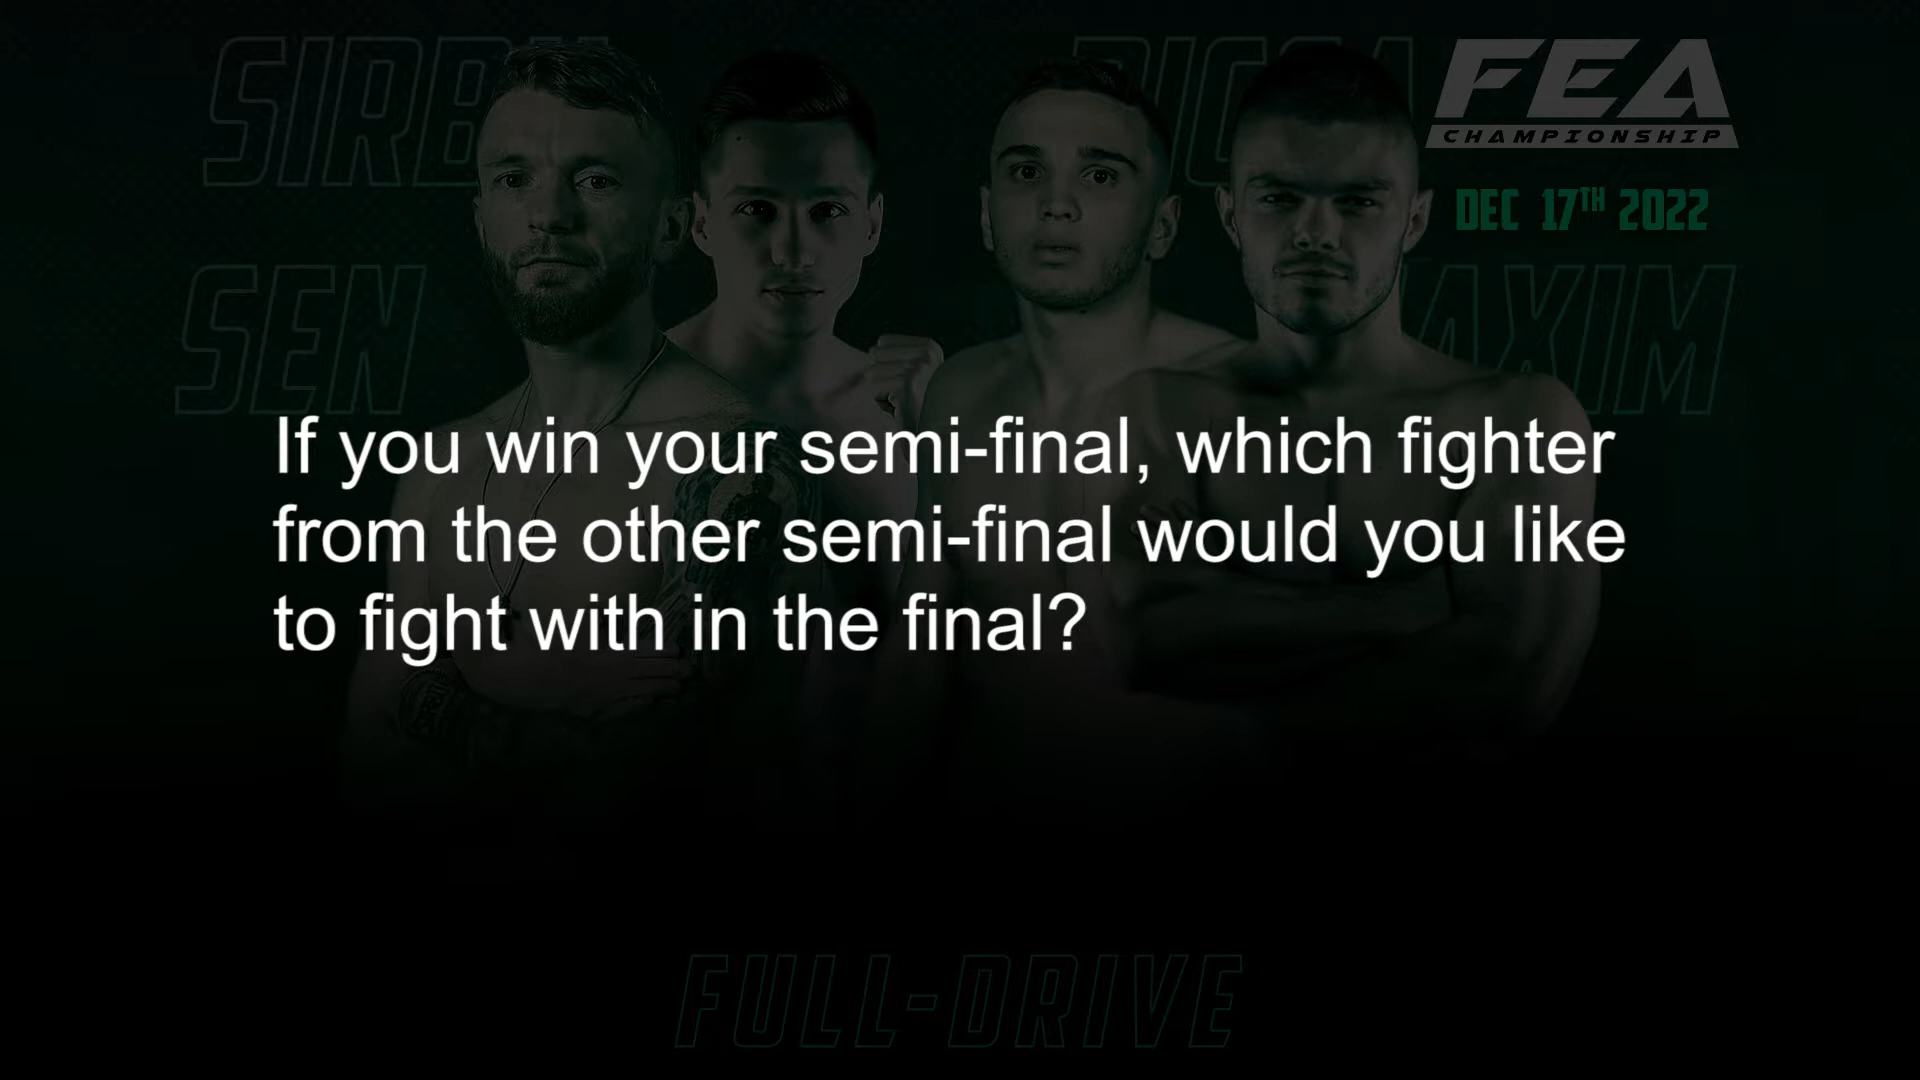 SIRBU
FEA
CHAMPIONSHIP
DEC 17TH 2022
SEN
If you win your semi-final, which fighter
from the other semi-final would you like
to fight with in the final?
FULL-DRIVE